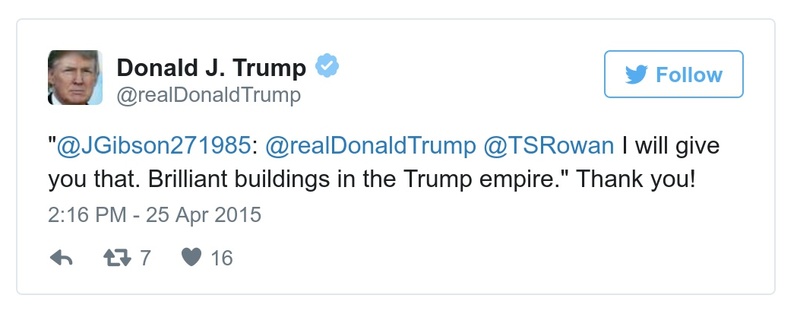 Donald J. Trump
@realDonaldTrump
Follow
"@JGibson271985: @realDonaldTrump @TSRowan I will give
you that. Brilliant buildings in the Trump empire." Thank you!
2:16 PM - 25 Apr 2015
7 16